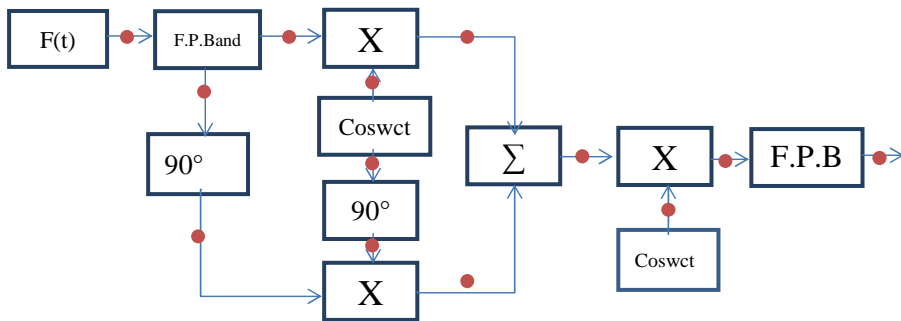 F(t)
F.P.Band
X
Coswct
90°
90°
X
Σ
X
F.P.B
Coswct